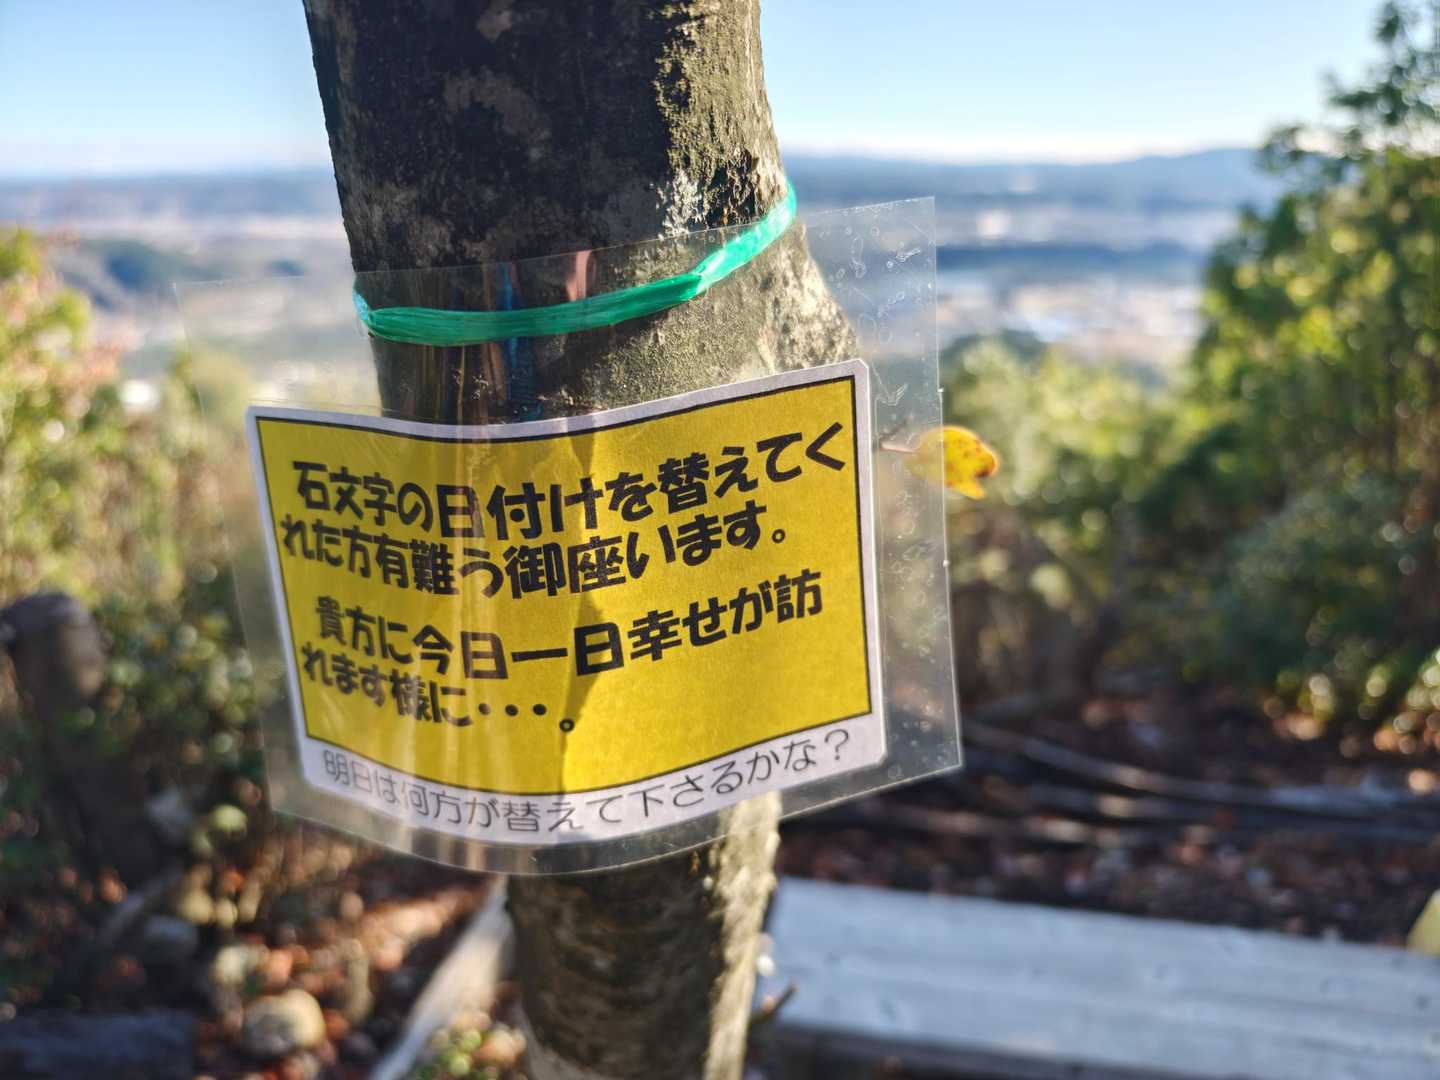 石文字の日付けを替えてく
れた方有難う御座います。
貴方に今日一日幸せが訪
れます様に・・・。
明日は何方が替えて下さるかな？